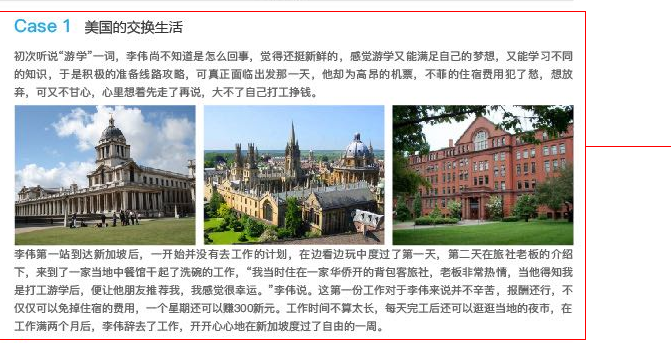 Case 1 美国的交换生活
初次听说“游学”一词，李伟尚不知道是怎么回事，觉得还挺新鲜的，感觉游学又能满足自己的梦想，又能学习不同
的知识，于是积极的准备线路攻略，可真正面临出发那一天，他却为高昂的机票，不菲的住宿费用犯了愁，想放
弃，可又不甘心，心里想着先走了再说，大不了自己打工挣钱。
李伟第一站到达新加坡后，一开始并没有去工作的计划，在边看边玩中度过了第一天，第二天在旅社老板的介绍
下，来到了一家当地中餐馆干起了洗碗的工作，“我当时住在一家华侨开的背包客旅社，老板非常热情，当他得知我
是打工游学后，便让他朋友推荐我，我感觉很幸运。”李伟说。这第一份工作对于李伟来说并不辛苦，报酬还行，不
仅仅可以免掉住宿的费用，一个星期还可以赚300新元。工作时间不算太长，每天完工后还可以逛逛当地的夜市，在
工作满两个月后，李伟辞去了工作，开开心心地在新加坡度过了自由的一周。